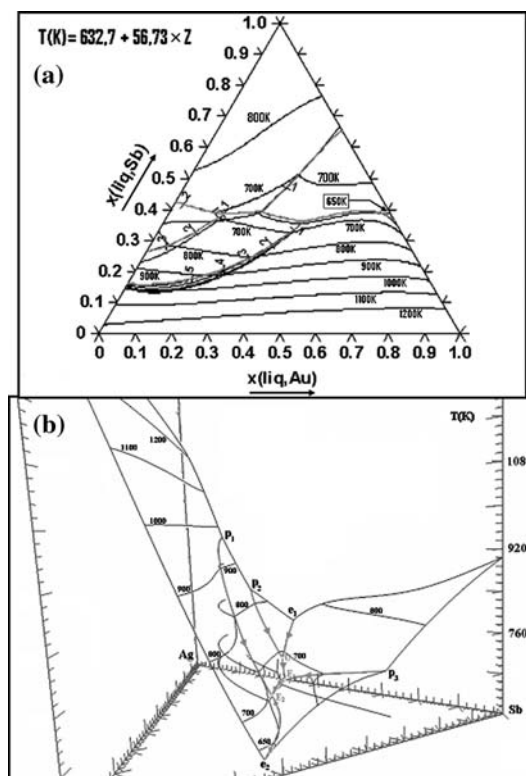 T(K) = 632,7 + 56,73 × Z
(a)
1.0
0.9
0.8
0.7
0.6
0.5
0.4
0.3
0.2
0.1
0
x(liq,Sb)
800K
700K
700K
650K
700K
700K
800K
800K
900K
900K
1000K
1100K
1200K
0 0.1 0.2 0.3 0.4 0.5 0.6 0.7 0.8 0.9 1.0
x(liq,Au)
(b)
T(K)
1200
1100
108
1000
p1
920
900
p2
900
800
e1
800
760
Ag
800
700
p3
700
Sb
650
e2